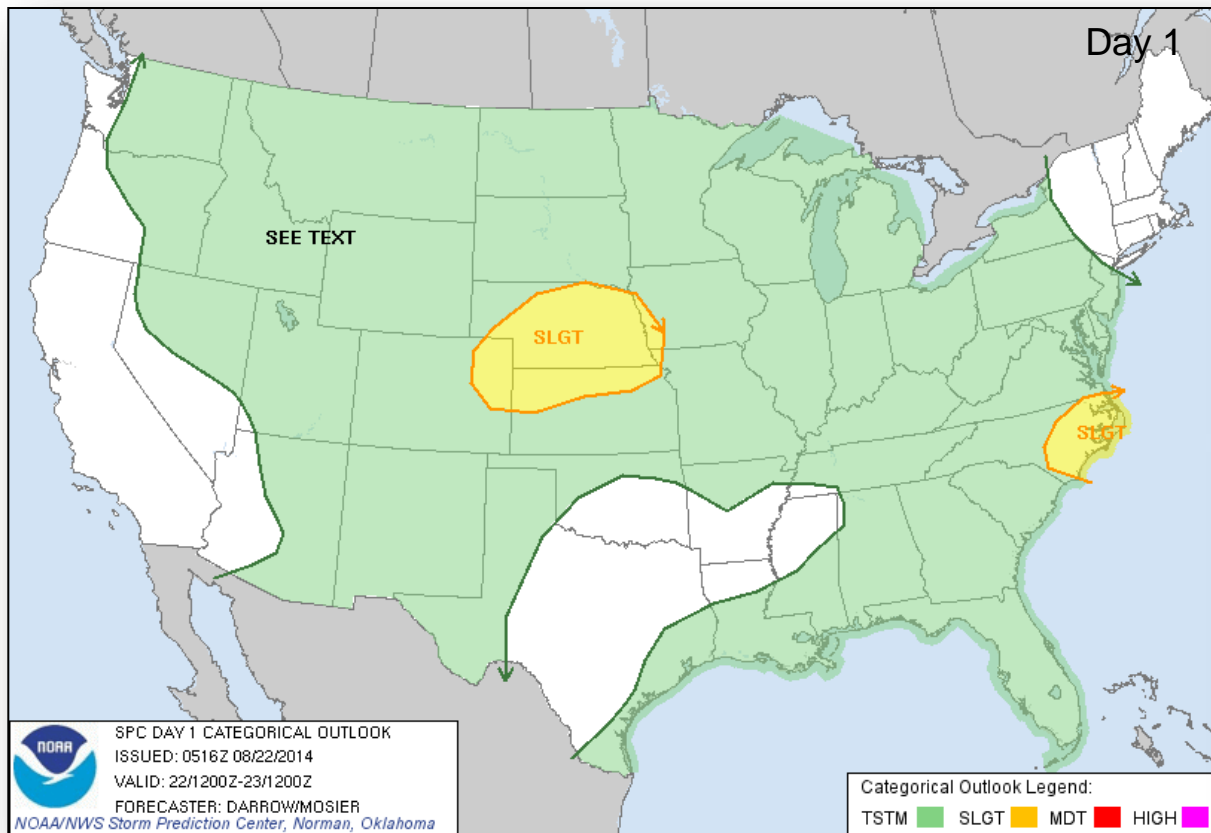 Day 1
SEE TEXT
SLGT
SLGT
NOAA
SPC DAY 1 CATEGORICAL OUTLOOK
ISSUED: 0516Z 08/22/2014
VALID: 22/1200Z-23/1200Z
FORECASTER: DARROW/MOSIER
NOAA/NWS Storm Prediction Center, Norman, Oklahoma
Categorical Outlook Legend:
TSTM SLGT MDT HIGH